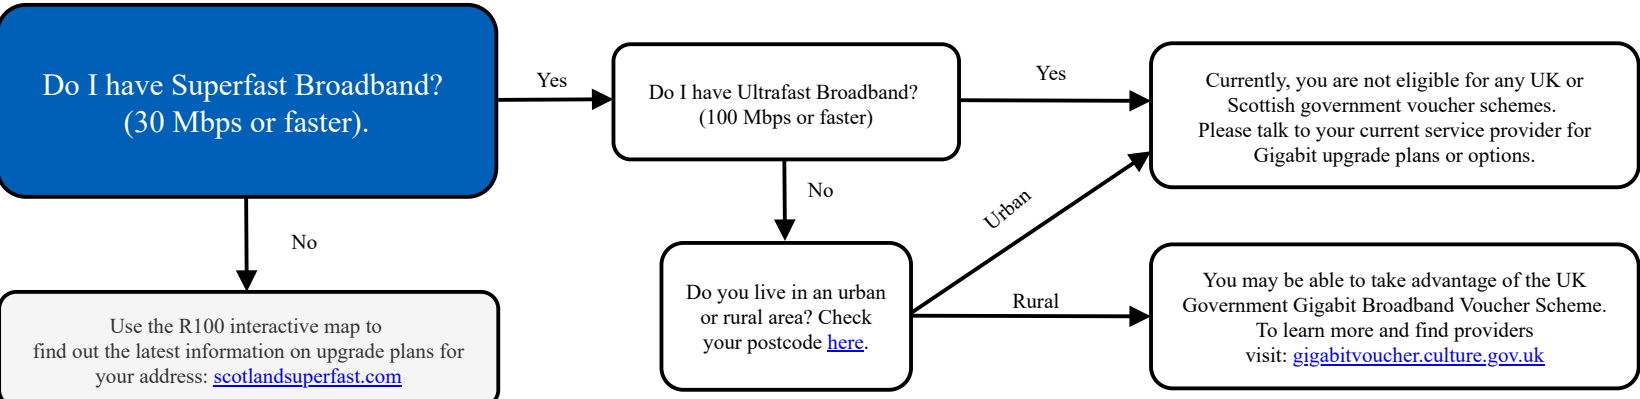 Do I have Superfast Broadband?
(30 Mbps or faster).
Yes
Do I have Ultrafast Broadband?
(100 Mbps or faster)
Yes
Currently, you are not eligible for any UK or
Scottish government voucher schemes.
Please talk to your current service provider for
Gigabit upgrade plans or options.
No
No
Urban
Use the R100 interactive map to
find out the latest information on upgrade plans for
your address: scotlandsuperfast.com
Do you live in an urban
or rural area? Check
your postcode here.
Rural
You may be able to take advantage of the UK
Government Gigabit Broadband Voucher Scheme.
To learn more and find providers
visit: gigabitvoucher.culture.gov.uk